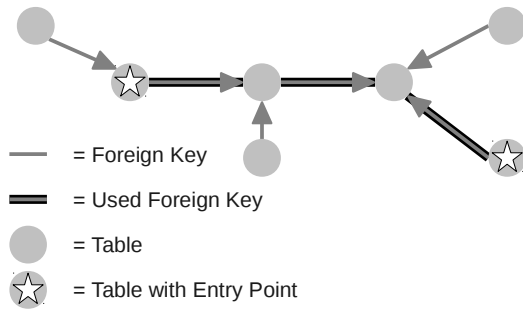 = Foreign Key
= Used Foreign Key
= Table
= Table with Entry Point